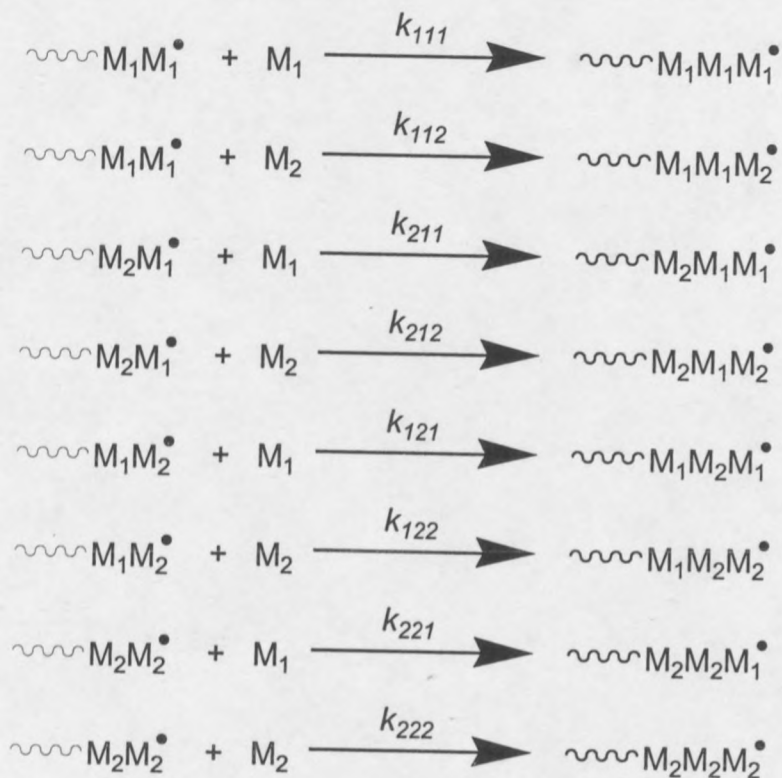 M₁M₁• + M₁ k₁₁₁ M₁M₁M₁•
M₁M₁• + M₂ k₁₁₂ M₁M₁M₂•
M₂M₁• + M₁ k₂₁₁ M₂M₁M₁•
M₂M₁• + M₂ k₂₁₂ M₂M₁M₂•
M₁M₂• + M₁ k₁₂₁ M₁M₂M₁•
M₁M₂• + M₂ k₁₂₂ M₁M₂M₂•
M₂M₂• + M₁ k₂₂₁ M₂M₂M₁•
M₂M₂• + M₂ k₂₂₂ M₂M₂M₂•